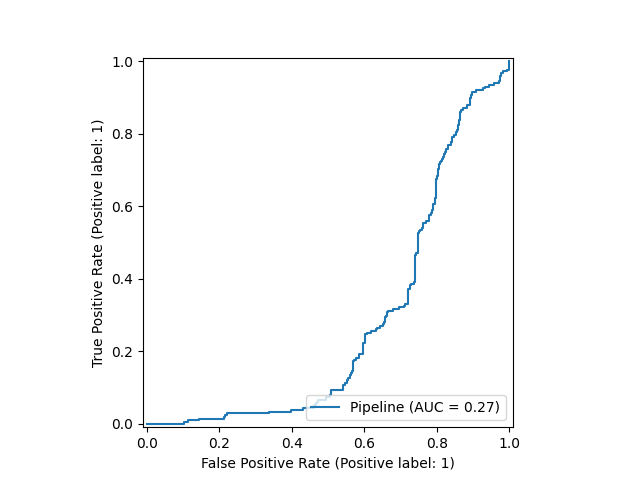 1.0
0.8
0.6
0.4
0.2
0.0
True Positive Rate (Positive label: 1)
Pipeline (AUC = 0.27)
0.0 0.2 0.4 0.6 0.8 1.0
False Positive Rate (Positive label: 1)